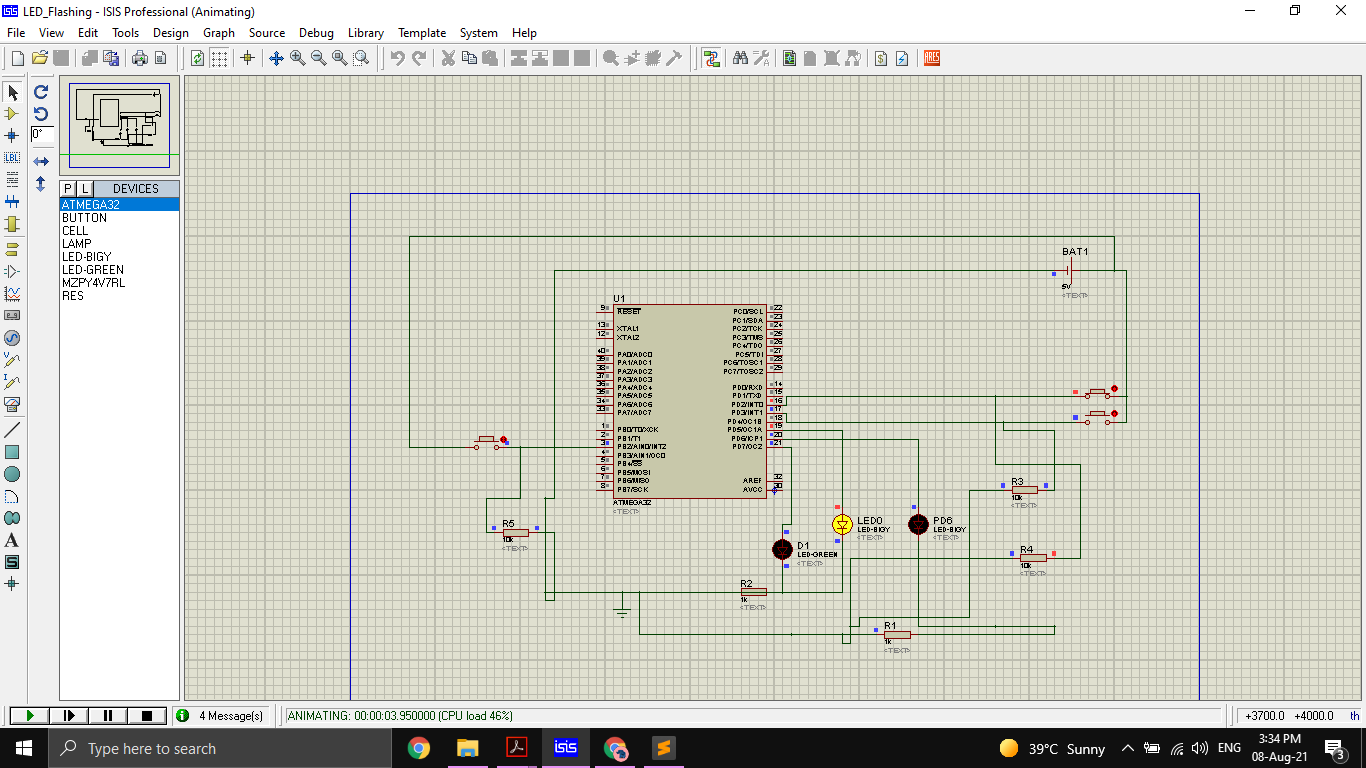 LED_Flashing - ISIS Professional (Animating)
File View Edit Tools Design Graph Source Debug Library Template System Help
LBL
$
ARES
0°
P L DEVICES
ATMEGA32
BUTTON
CELL
LAMP
LED-BIGY
LED-GREEN
MZPY4V7RL
RES
A
S
BAT1
5V
<TEXT>
U1
9 RESET
13 XTAL1
12 XTAL2
40 PA0/ADC0
39 PA1/ADC1
38 PA2/ADC2
37 PA3/ADC3
36 PA4/ADC4
35 PA5/ADC5
34 PA6/ADC6
33 PA7/ADC7
1 PB0/T0/XCK
2 PB1/T1
3 PB2/AIN0/INT2
4 PB3/AIN1/OC0
5 PB4/SS
6 PB5/MOSI
7 PB6/MISO
8 PB7/SCK
PC0/SCL 22
PC1/SDA 23
PC2/TCK 24
PC3/TMS 25
PC4/TDO 26
PC5/TDI 27
PC6/TOSC1 28
PC7/TOSC2 29
PD0/RXD 14
PD1/TXD 15
PD2/INT0 16
PD3/INT1 17
PD4/OC1B 18
PD5/OC1A 19
PD6/ICP1 20
PD7/OC2 21
AREF 32
AVCC 30
ATMEGA32
<TEXT>
R3
10k
<TEXT>
R5
10k
<TEXT>
LED0
LED-BIGY
<TEXT>
PD6
LED-BIGY
<TEXT>
D1
LED-GREEN
<TEXT>
R4
10k
<TEXT>
R2
1k
<TEXT>
R1
1k
<TEXT>
4 Message(s)
ANIMATING: 00:00:03.950000 (CPU load 46%)
+3700.0 +4000.0 th
Type here to search
isis
39°C Sunny
ENG
3:34 PM
08-Aug-21
3